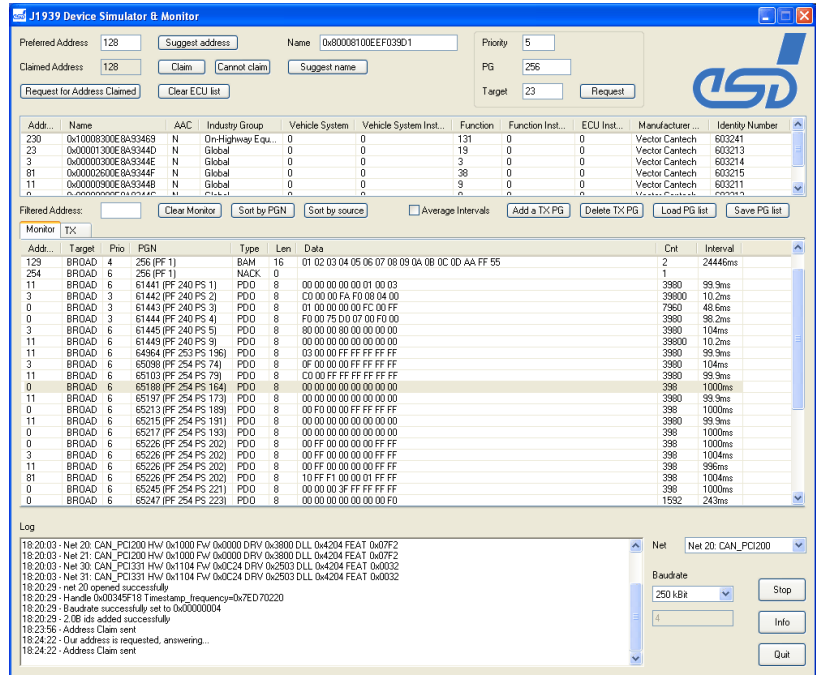 J1939 Device Simulator & Monitor
Preferred Address 128 Suggest address Name 0x80008100EEF039D1 Priority 5
Claimed Address 128 Claim Cannot claim Suggest name PG 256
Request for Address Claimed Clear ECU list Target 23 Request
esd
Addr... Name AAC Industry Group Vehicle System Vehicle System Inst... Function Function Inst... ECU Inst... Manufacturer ... Identity Number
230 0x10008300E8A93469 N On-Highway Equ... 0 0 131 0 0 Vector Cantech 603241
23 0x00001300E8A9344D N Global 0 0 19 0 0 Vector Cantech 603213
3 0x00000300E8A9344E N Global 0 0 3 0 0 Vector Cantech 603214
81 0x00002600E8A9344F N Global 0 0 38 0 0 Vector Cantech 603215
11 0x00000900E8A9344B N Global 0 0 9 0 0 Vector Cantech 603211
Filtered Address: Clear Monitor Sort by PGN Sort by source Average Intervals Add a TX PG Delete TX PG Load PG list Save PG list
Monitor TX
Addr... Target Prio PGN Type Len Data Cnt Interval
129 BROAD 4 256 (PF 1) BAM 16 01 02 03 04 05 06 07 08 09 0A 0B 0C 0D AA FF 55 2 24446ms
254 BROAD 6 256 (PF 1) NACK 0 1
11 BROAD 6 61441 (PF 240 PS 1) PDO 8 00 00 00 00 00 01 00 03 3980 99.9ms
3 BROAD 3 61442 (PF 240 PS 2) PDO 8 C0 00 00 FA F0 08 04 00 39800 10.2ms
0 BROAD 3 61443 (PF 240 PS 3) PDO 8 01 00 00 00 00 FC 00 FF 7960 48.6ms
0 BROAD 3 61444 (PF 240 PS 4) PDO 8 F0 00 75 D0 07 00 F0 00 3980 98.2ms
3 BROAD 6 61445 (PF 240 PS 5) PDO 8 80 00 00 80 00 00 00 00 3980 104ms
11 BROAD 6 61449 (PF 240 PS 9) PDO 8 00 00 00 00 00 00 00 00 39800 10.2ms
11 BROAD 6 64964 (PF 253 PS 196) PDO 8 03 00 00 FF FF FF FF FF 3980 99.9ms
3 BROAD 6 65098 (PF 254 PS 74) PDO 8 0F 00 00 00 FF FF FF FF 3980 104ms
11 BROAD 6 65103 (PF 254 PS 79) PDO 8 C0 00 FF FF FF FF FF FF 3980 99.9ms
0 BROAD 6 65188 (PF 254 PS 164) PDO 8 00 00 00 00 00 00 00 00 398 1000ms
11 BROAD 6 65197 (PF 254 PS 173) PDO 8 00 00 00 00 00 00 00 00 3980 99.9ms
0 BROAD 6 65213 (PF 254 PS 189) PDO 8 00 F0 00 00 FF FF FF FF 398 1000ms
11 BROAD 6 65215 (PF 254 PS 191) PDO 8 00 00 00 00 00 00 00 00 3980 99.9ms
0 BROAD 6 65217 (PF 254 PS 193) PDO 8 00 00 00 00 00 00 00 00 398 1000ms
0 BROAD 6 65226 (PF 254 PS 202) PDO 8 00 FF 00 00 00 00 FF FF 398 1000ms
3 BROAD 6 65226 (PF 254 PS 202) PDO 8 00 FF 00 00 00 00 FF FF 398 1004ms
11 BROAD 6 65226 (PF 254 PS 202) PDO 8 00 FF 00 00 00 00 FF FF 398 996ms
81 BROAD 6 65226 (PF 254 PS 202) PDO 8 10 FF F1 00 00 01 FF FF 398 1004ms
0 BROAD 6 65245 (PF 254 PS 221) PDO 8 00 00 00 3F FF FF FF FF 398 1000ms
0 BROAD 6 65247 (PF 254 PS 223) PDO 8 00 00 00 00 00 00 00 F0 1592 243ms
Log
18:20:03 - Net 20: CAN_PCI200 HW 0x1000 FW 0x0000 DRV 0x3800 DLL 0x4204 FEAT 0x07F2
18:20:03 - Net 21: CAN_PCI200 HW 0x1000 FW 0x0000 DRV 0x3800 DLL 0x4204 FEAT 0x07F2
18:20:03 - Net 30: CAN_PCI331 HW 0x1104 FW 0x0C24 DRV 0x2503 DLL 0x4204 FEAT 0x0032
18:20:03 - Net 31: CAN_PCI331 HW 0x1104 FW 0x0C24 DRV 0x2503 DLL 0x4204 FEAT 0x0032
18:20:29 - net 20 opened successfully
18:20:29 - Handle 0x00345F18 Timestamp_frequency=0x7ED70220
18:20:29 - Baudrate successfully set to 0x00000004
18:20:29 - 2.0B ids added successfully
18:23:56 - Address Claim sent
18:24:22 - Our address is requested, answering...
18:24:22 - Address Claim sent
Net Net 20: CAN_PCI200
Baudrate
250 kBit Stop
4 Info
Quit